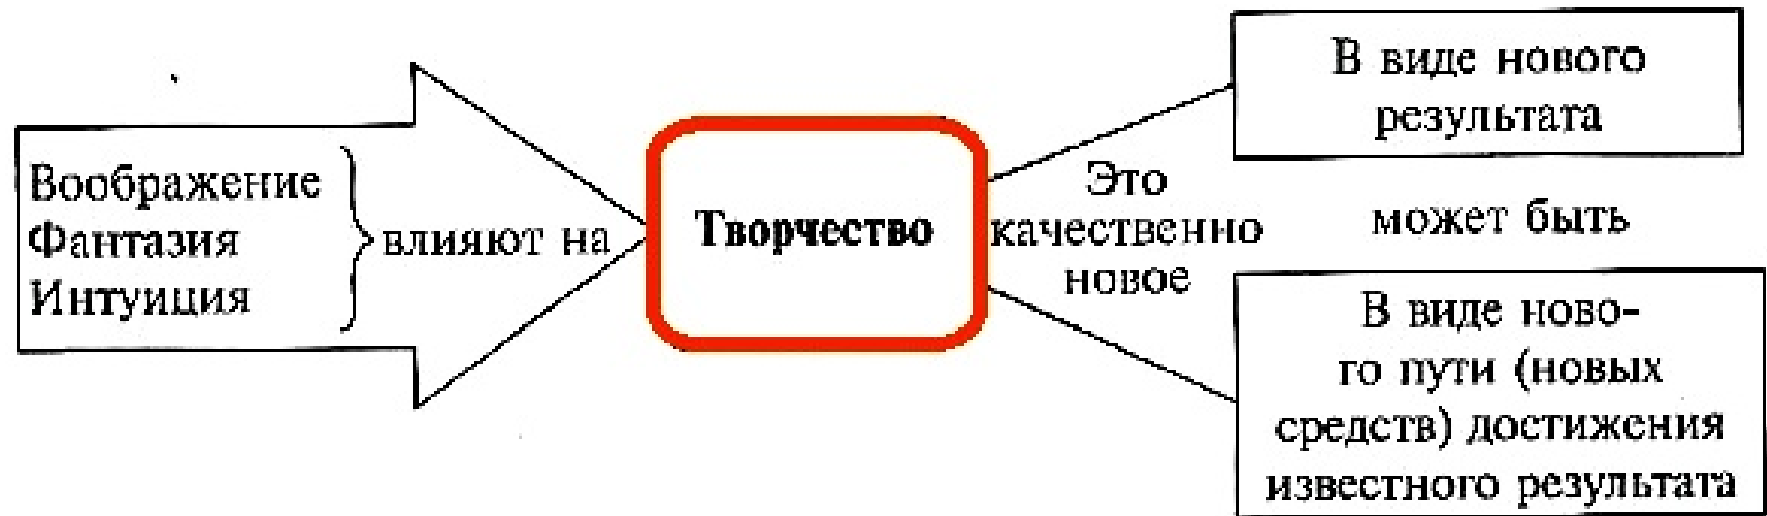 Воображение
Фантазия
Интуиция
влияют на
Творчество
Это
качественно
новое
В виде нового
результата
может быть
В виде ново-
го пути (новых
средств) достижения
известного результата